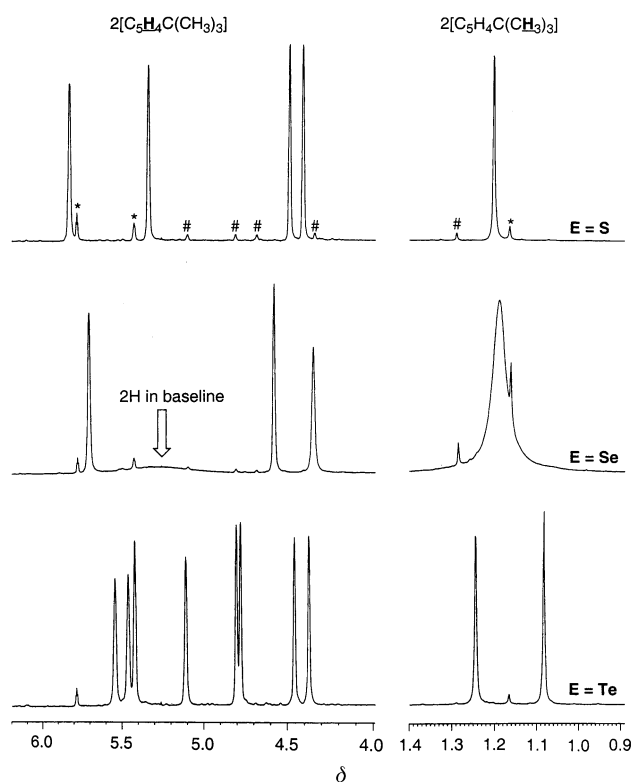 2[C₅H₄C(CH3)₃] 2[C₅H₄C(CH₃)₃]
* * # # # # # * E = S
2H in baseline
E = Se
E = Te
6.0 5.5 5.0 4.5 4.0 1.4 1.3 1.2 1.1 1.0 0.9
δ